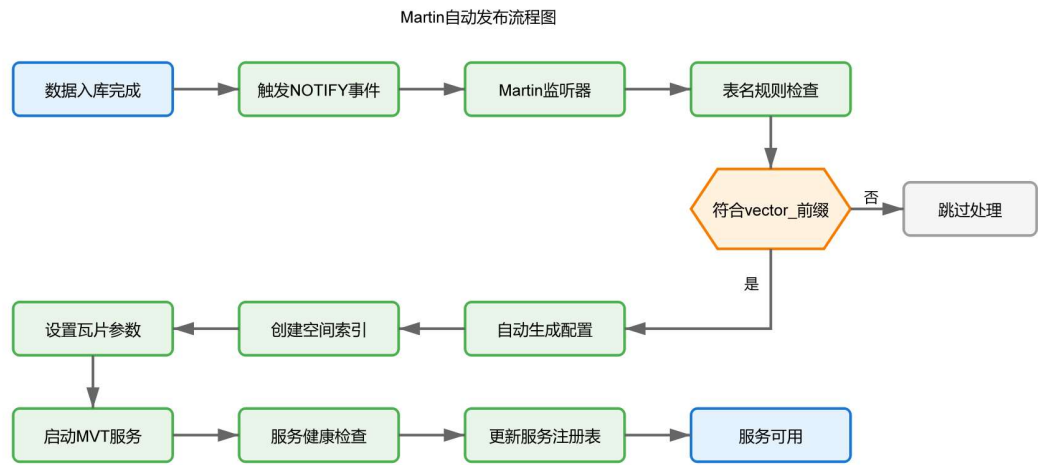 Martin自动发布流程图
数据入库完成
触发NOTIFY事件
Martin监听器
表名规则检查
符合vector_前缀
否
跳过处理
是
自动生成配置
创建空间索引
设置瓦片参数
启动MVT服务
服务健康检查
更新服务注册表
服务可用